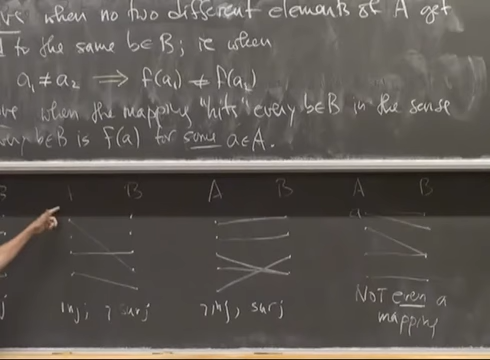 when no two different elements of A get
to the same b∈B; ie when
a₁ ≠ a₂ ⟹ f(a₁) ≠ f(a₂)
when the mapping "hits" every b∈B in the sense
b∈B is f(a) for some a∈A.
B A B A B A B
inj, ¬ surj
¬ inj, surj
NOT even a
mapping